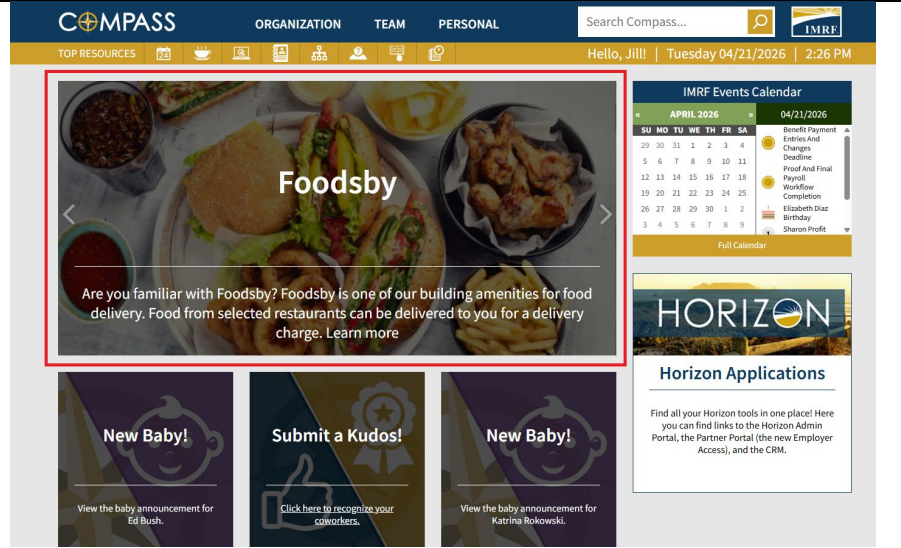 COMPASS
ORGANIZATION TEAM PERSONAL
Search Compass...
IMRF
TOP RESOURCES
24
Hello, Jill! | Tuesday 04/21/2026 | 2:26 PM
Foodsby
Are you familiar with Foodsby? Foodsby is one of our building amenities for food
delivery. Food from selected restaurants can be delivered to you for a delivery
charge. Learn more
IMRF Events Calendar
« APRIL 2026 »
SU MO TU WE TH FR SA
29 30 31 1 2 3 4
5 6 7 8 9 10 11
12 13 14 15 16 17 18
19 20 21 22 23 24 25
26 27 28 29 30 1 2
3 4 5 6 7 8 9
04/21/2026
Benefit Payment
Entries And
Changes
Deadline
Proof And Final
Payroll
Workflow
Completion
Elizabeth Diaz
Birthday
Sharon Profit
Full Calendar
HORIZON
Horizon Applications
Find all your Horizon tools in one place! Here
you can find links to the Horizon Admin
Portal, the Partner Portal (the new Employer
Access), and the CRM.
New Baby!
View the baby announcement for
Ed Bush.
Submit a Kudos!
Click here to recognize your
coworkers.
New Baby!
View the baby announcement for
Katrina Rokowski.